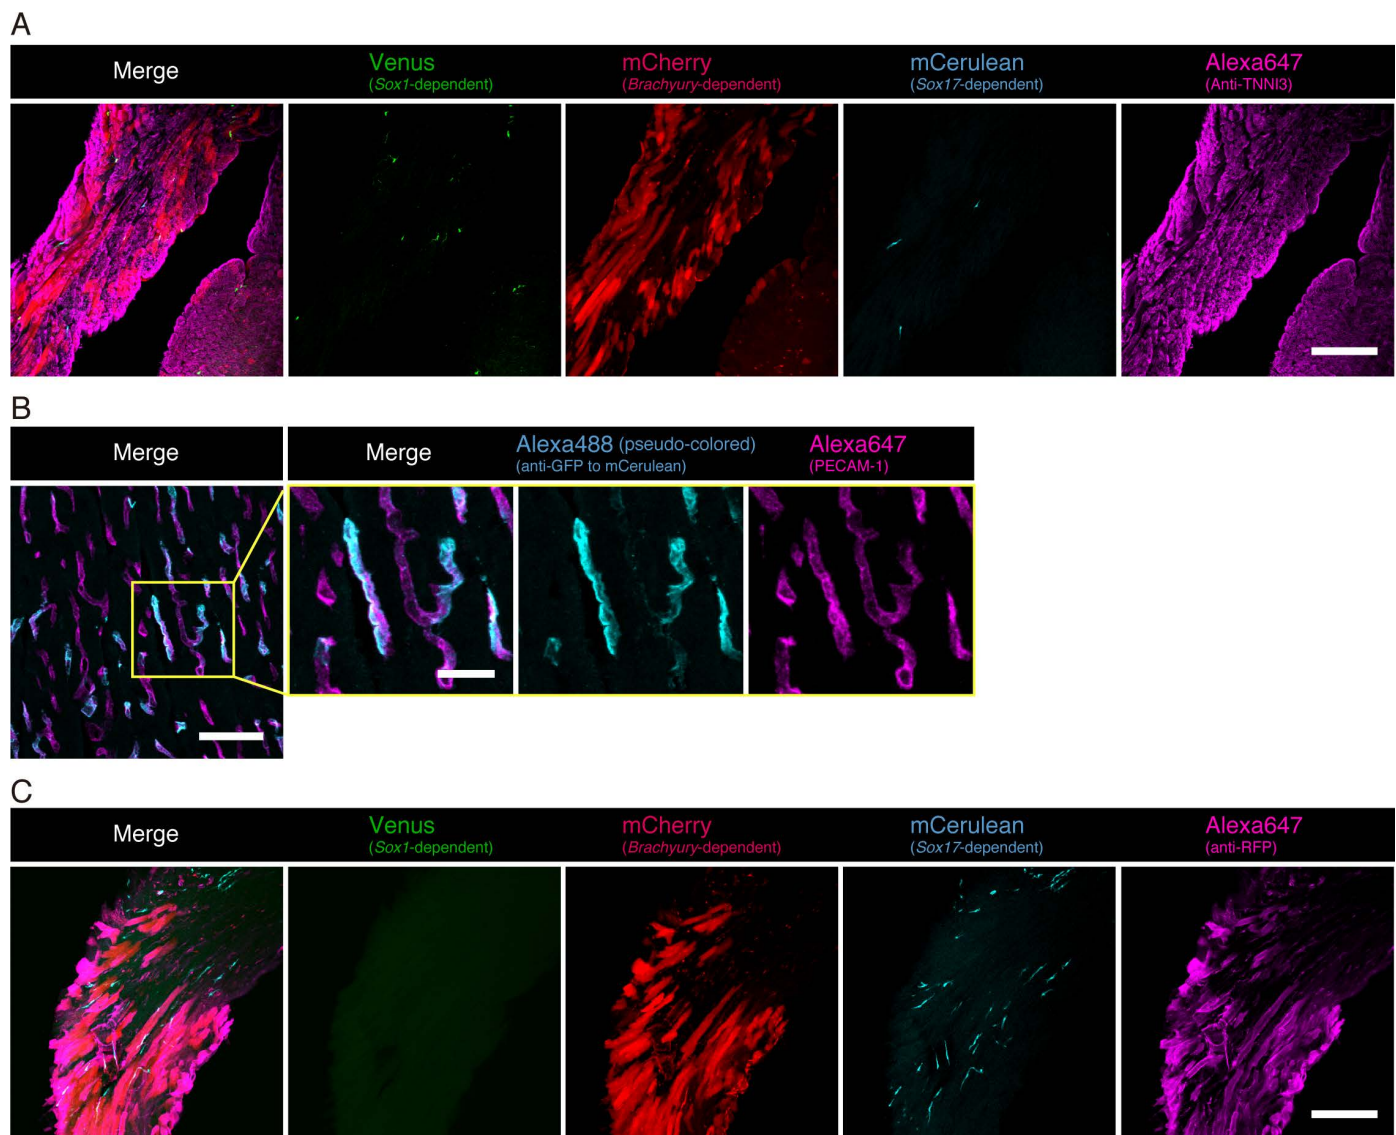 A
Merge
Venus
(Sox1-dependent)
mCherry
(Brachyury-dependent)
mCerulean
(Sox17-dependent)
Alexa647
(Anti-TNNI3)
B
Merge
Merge
Alexa488 (pseudo-colored)
(anti-GFP to mCerulean)
Alexa647
(PECAM-1)
C
Merge
Venus
(Sox1-dependent)
mCherry
(Brachyury-dependent)
mCerulean
(Sox17-dependent)
Alexa647
(anti-RFP)